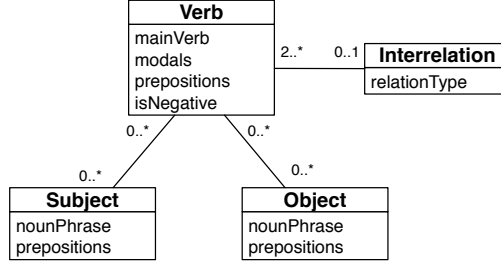 Verb
mainVerb
modals
prepositions
isNegative
2..*
0..1
Interrelation
relationType
0..*
0..*
0..*
0..*
Subject
nounPhrase
prepositions
Object
nounPhrase
prepositions